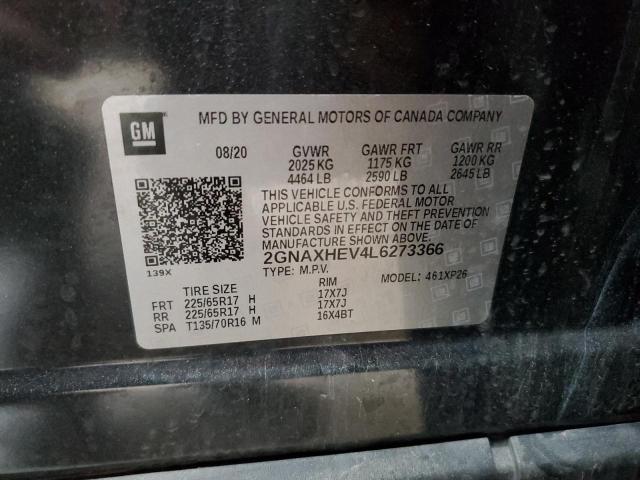 GM
MFD BY GENERAL MOTORS OF CANADA COMPANY
08/20 GVWR GAWR FRT GAWR RR
2025 KG 1175 KG 1200 KG
4464 LB 2590 LB 2645 LB
THIS VEHICLE CONFORMS TO ALL
APPLICABLE U.S. FEDERAL MOTOR
VEHICLE SAFETY AND THEFT PREVENTION
STANDARDS IN EFFECT ON THE DATE OF
MANUFACTURE SHOWN ABOVE.
2GNAXHEV4L6273366
139X TYPE: M.P.V. MODEL: 461XP26
TIRE SIZE RIM
FRT 225/65R17 H 17X7J
RR 225/65R17 H 17X7J
SPA T135/70R16 M 16X4BT